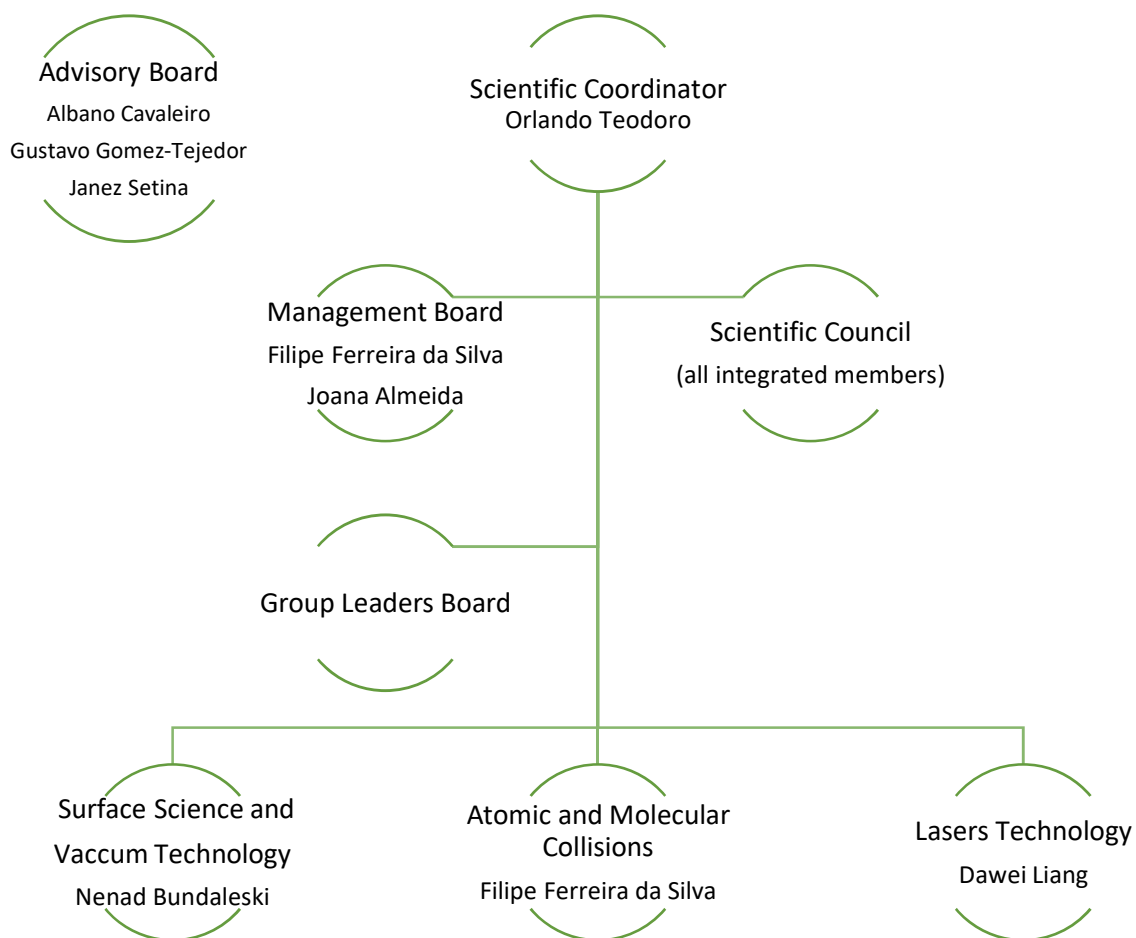 Advisory Board
Albano Cavaleiro
Gustavo Gomez-Tejedor
Janez Setina
Scientific Coordinator
Orlando Teodoro
Management Board
Filipe Ferreira da Silva
Joana Almeida
Scientific Council
(all integrated members)
Group Leaders Board
Surface Science and
Vaccum Technology
Nenad Bundaleski
Atomic and Molecular
Collisions
Filipe Ferreira da Silva
Lasers Technology
Dawei Liang